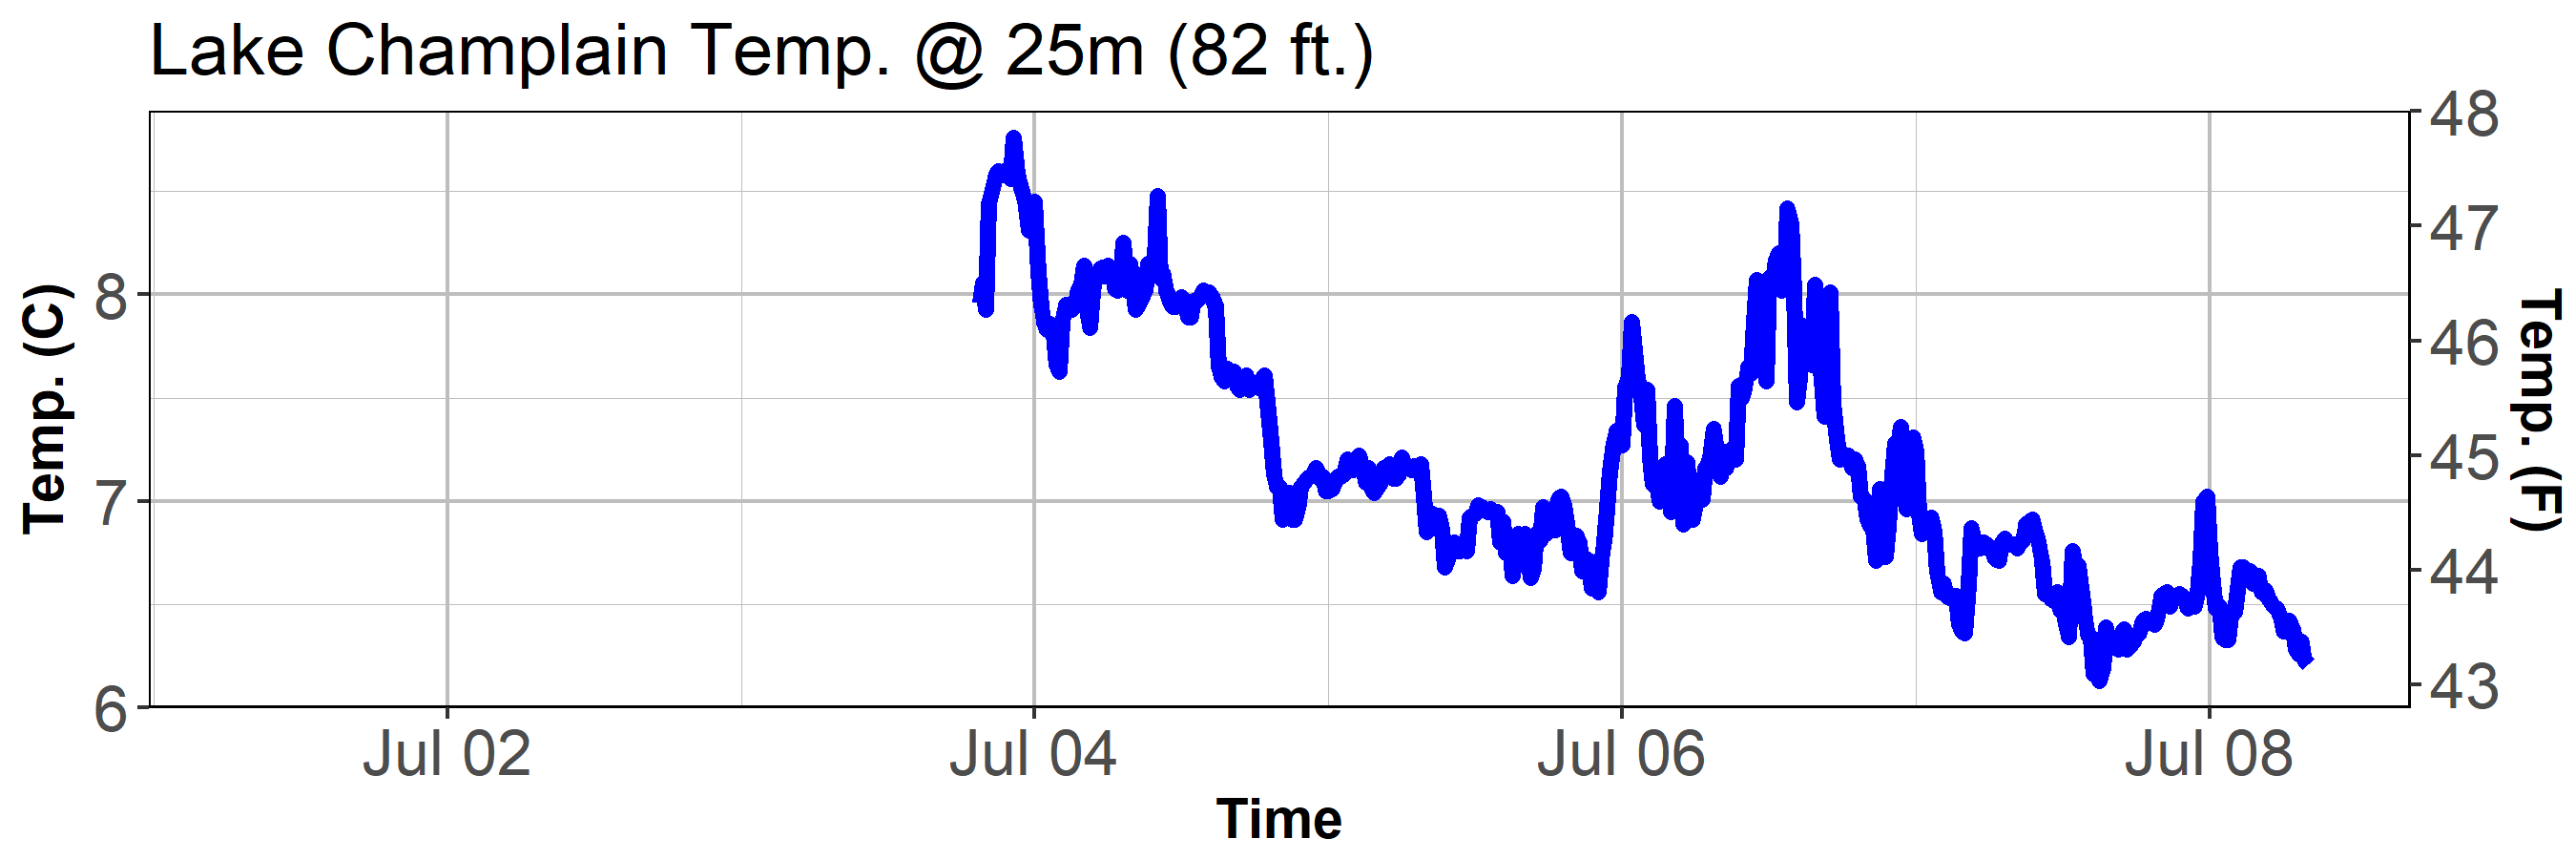 Lake Champlain Temp. @ 25m (82 ft.)
Temp. (C)
8
7
6
48
47
46
45
44
43
Temp. (F)
Jul 02
Jul 04
Jul 06
Jul 08
Time